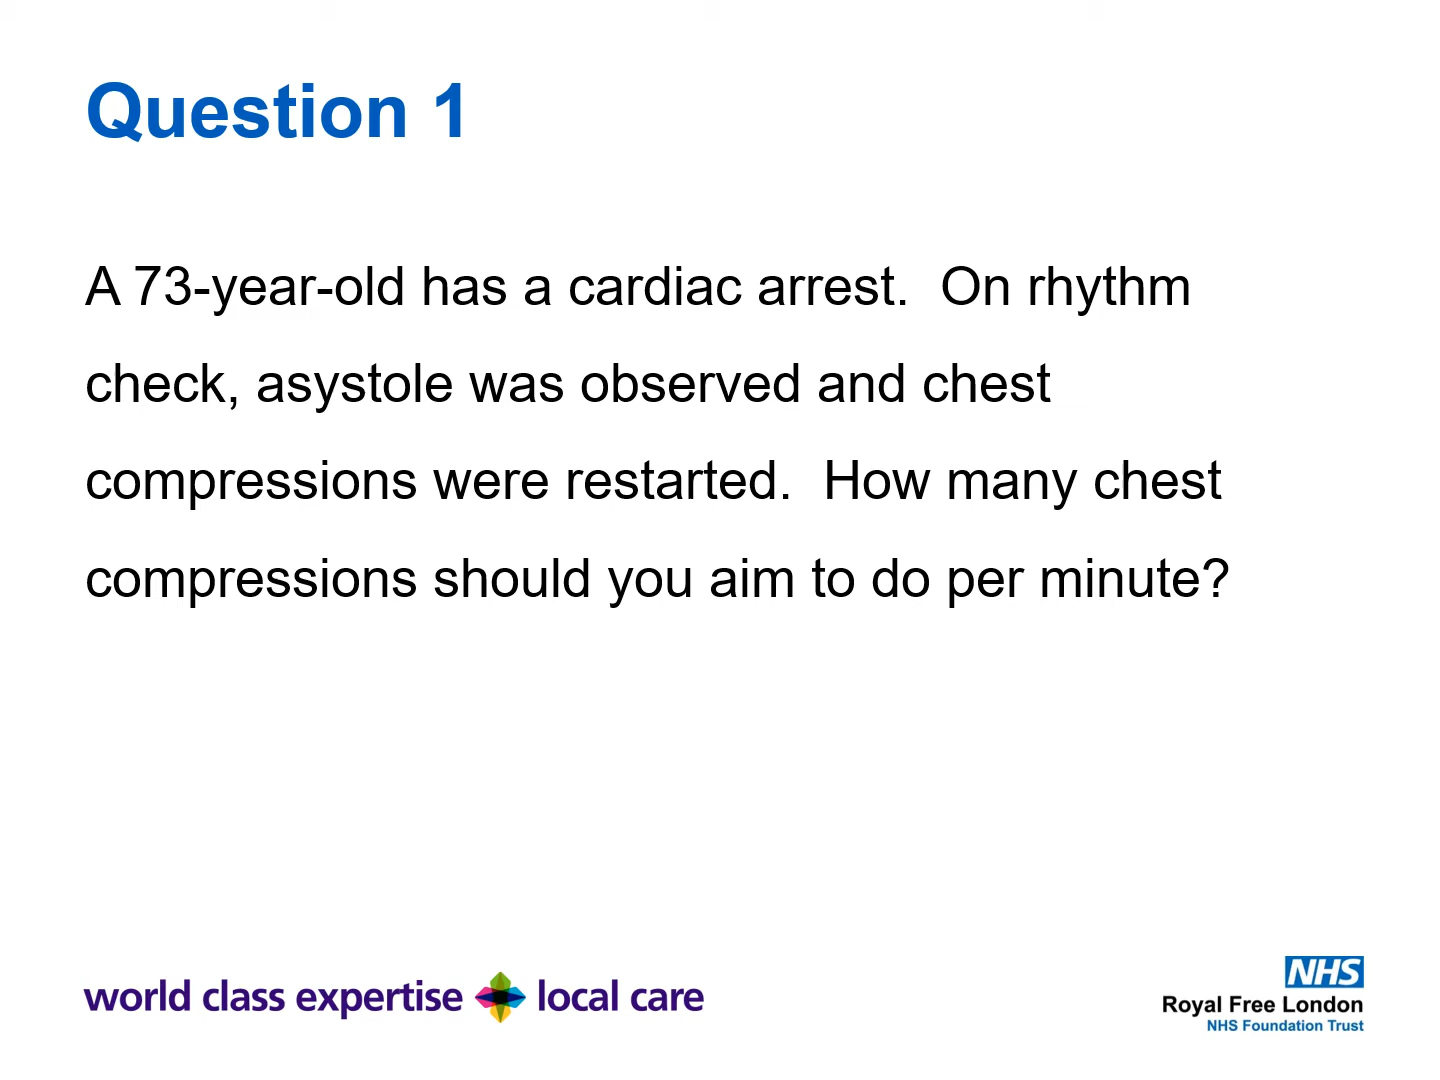 Question 1
A 73-year-old has a cardiac arrest.  On rhythm
check, asystole was observed and chest
compressions were restarted.  How many chest
compressions should you aim to do per minute?
world class expertise local care
NHS
Royal Free London
NHS Foundation Trust